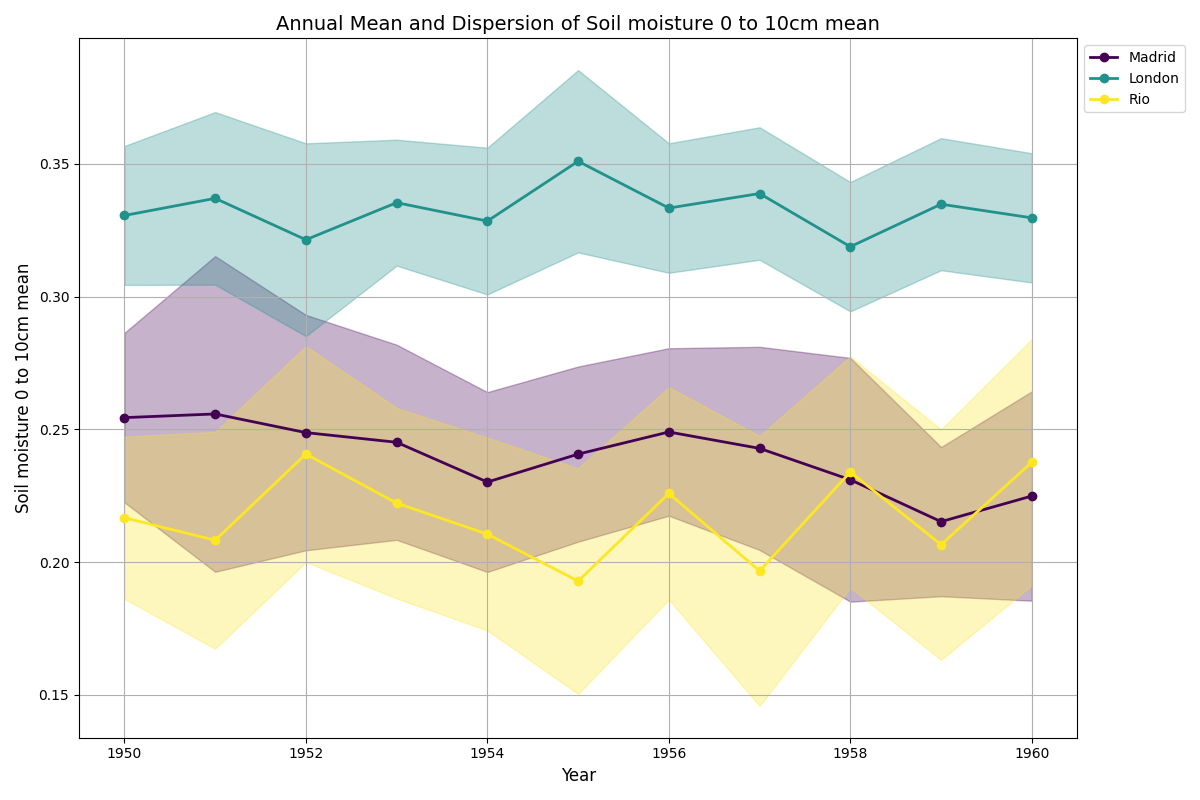 Annual Mean and Dispersion of Soil moisture 0 to 10cm mean
Madrid
London
Rio
Soil moisture 0 to 10cm mean
0.35
0.30
0.25
0.20
0.15
1950 1952 1954 1956 1958 1960
Year